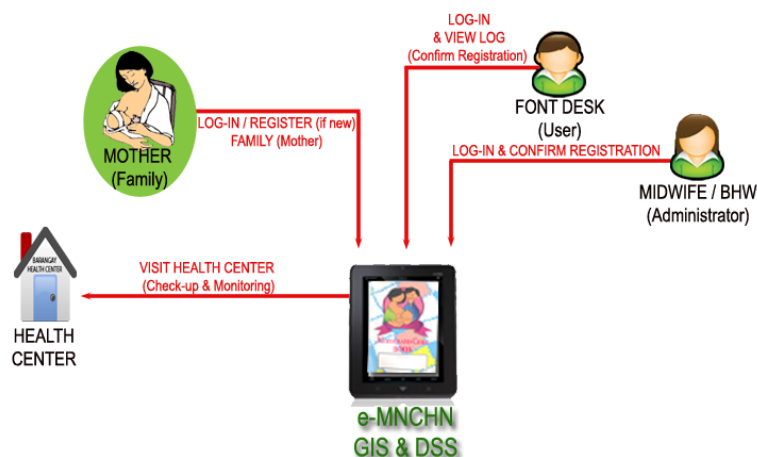 LOG-IN
& VIEW LOG
(Confirm Registration)
FONT DESK
(User)
LOG-IN / REGISTER (if new)
FAMILY (Mother)
MOTHER
(Family)
LOG-IN & CONFIRM REGISTRATION
MIDWIFE / BHW
(Administrator)
BARANGAY
HEALTH CENTER
VISIT HEALTH CENTER
(Check-up & Monitoring)
HEALTH
CENTER
e-MNCHN
GIS & DSS